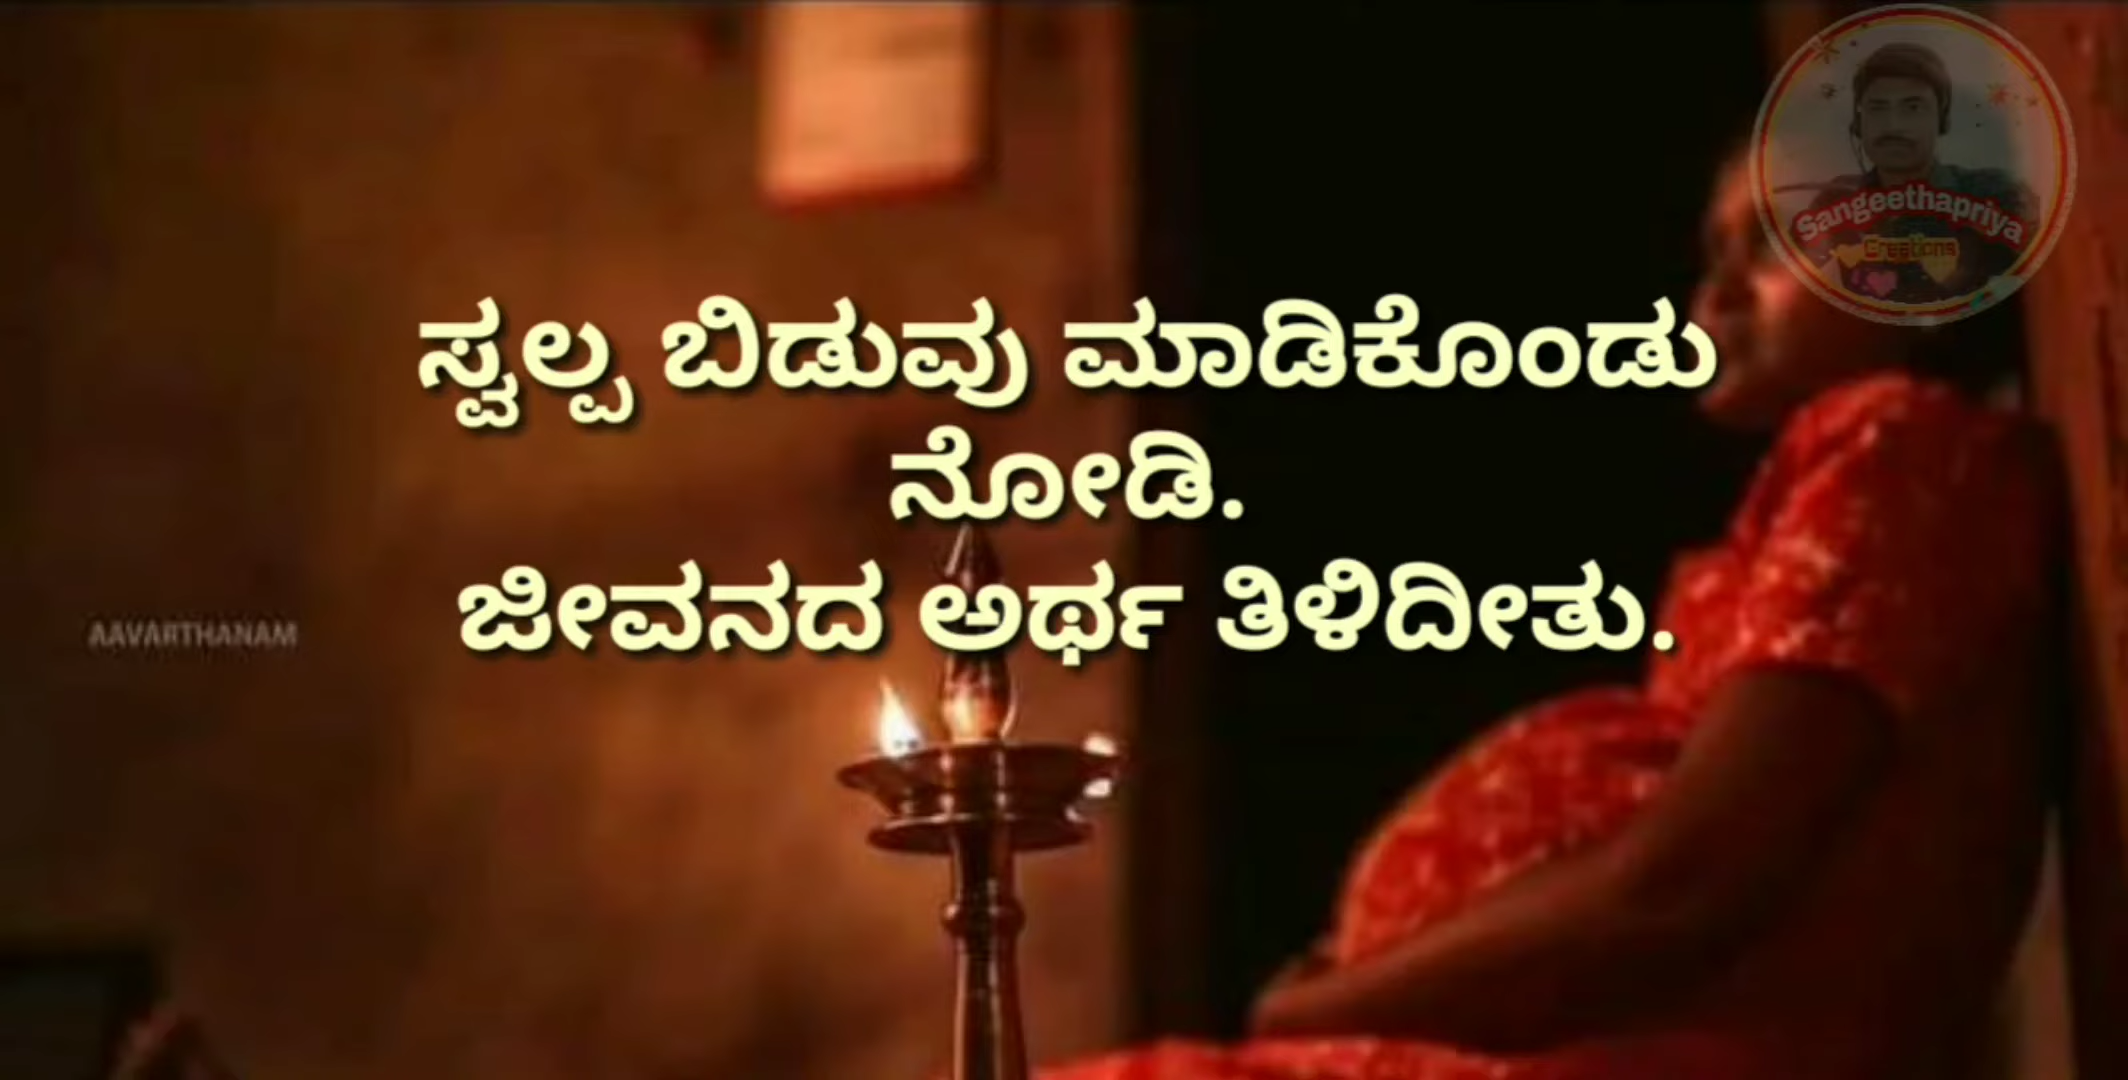 Sangeethapriya
Creations
ಸ್ವಲ್ಪ ಬಿಡುವು ಮಾಡಿಕೊಂಡು
ನೋಡಿ.
ಜೀವನದ ಅರ್ಥ ತಿಳಿದೀತು.
AAVARTHANAM